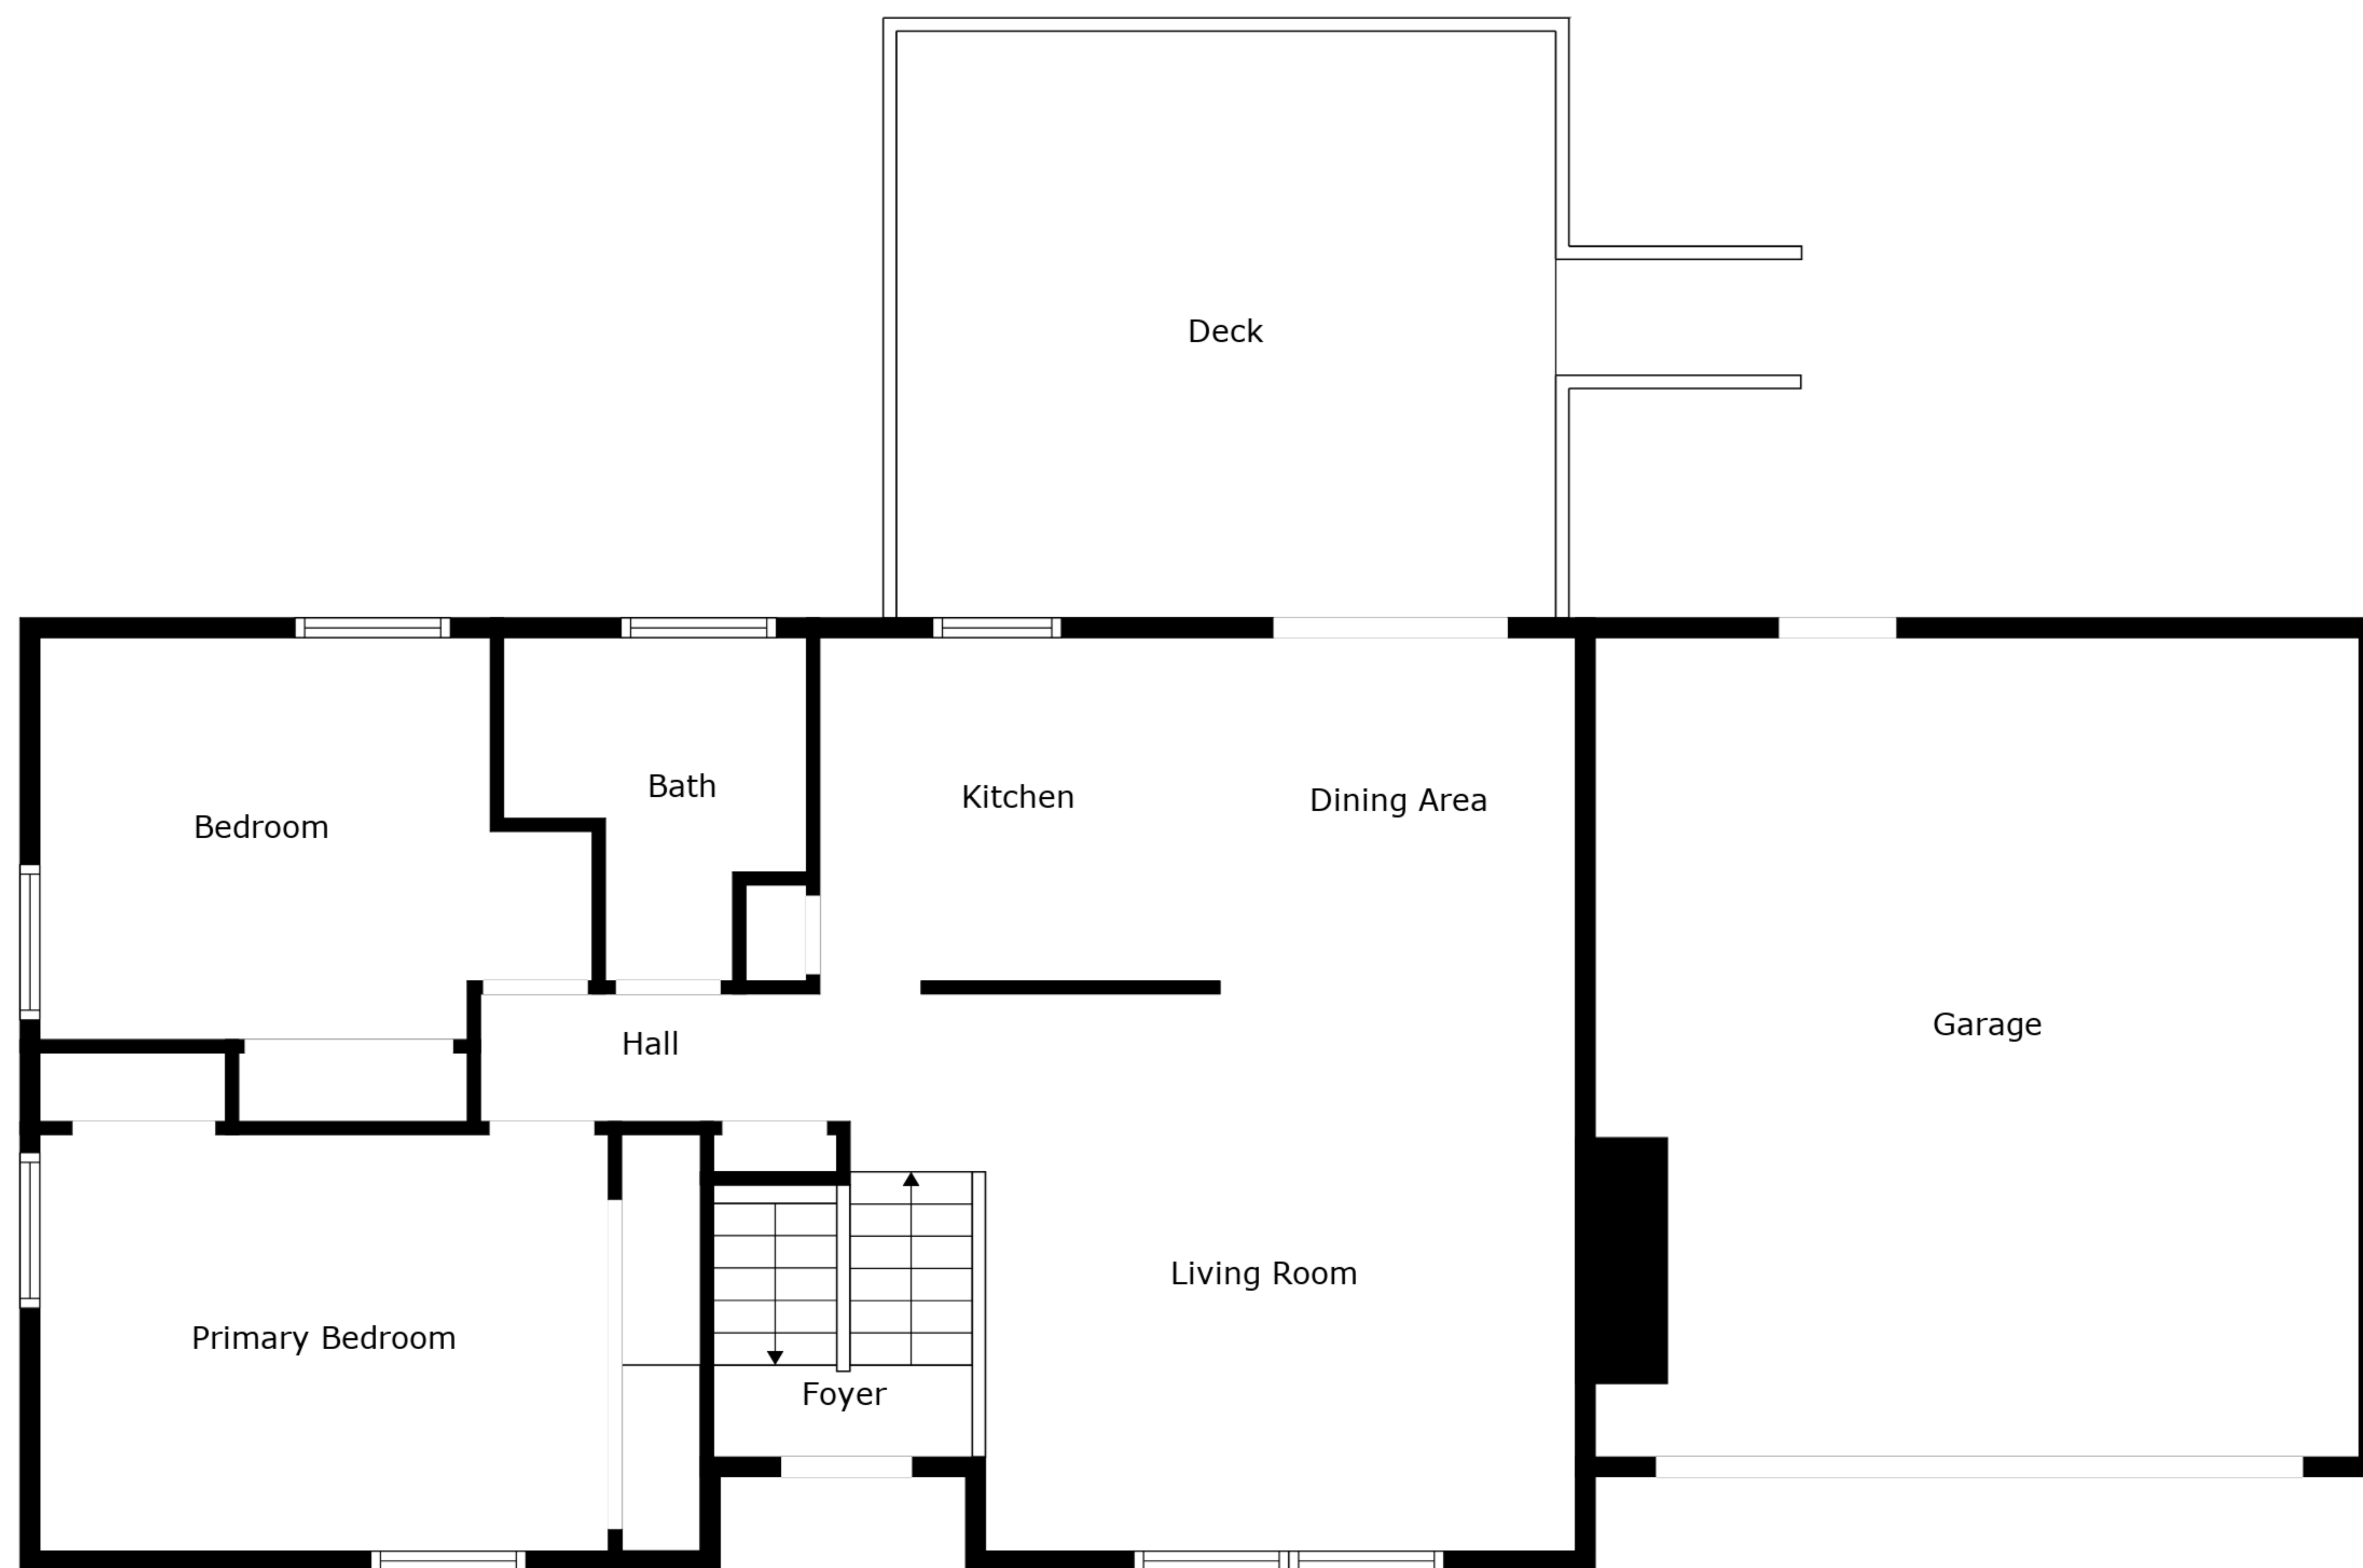 Deck
Bath
Kitchen
Dining Area
Bedroom
Garage
Hall
Living Room
Primary Bedroom
Foyer